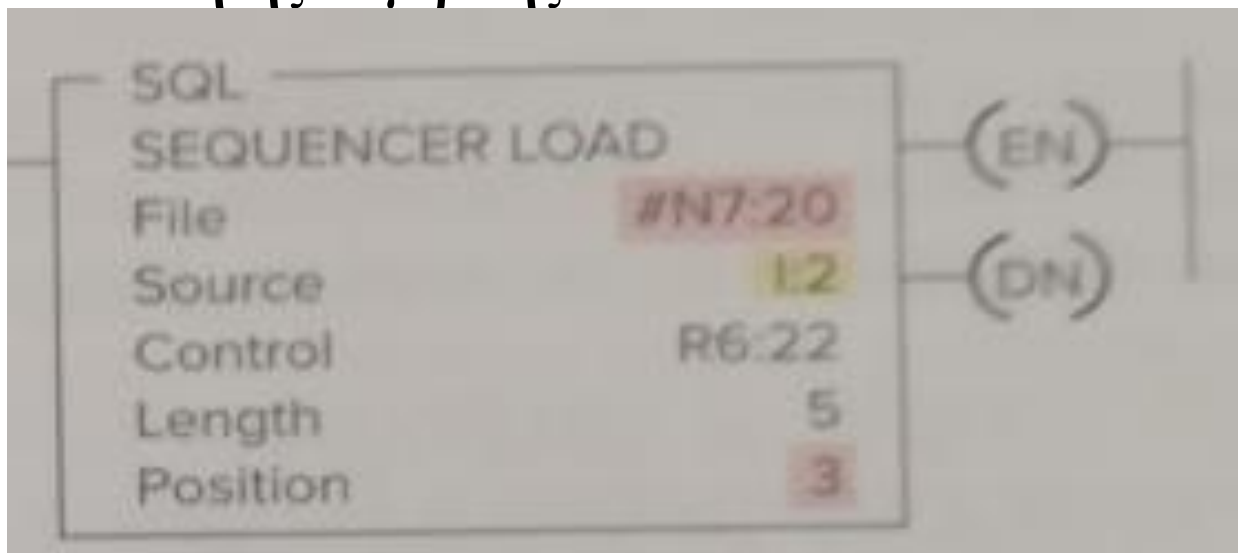 SQL
SEQUENCER LOAD
File #N7:20
Source I:2
Control R6:22
Length 5
Position 3
(EN)
(DN)